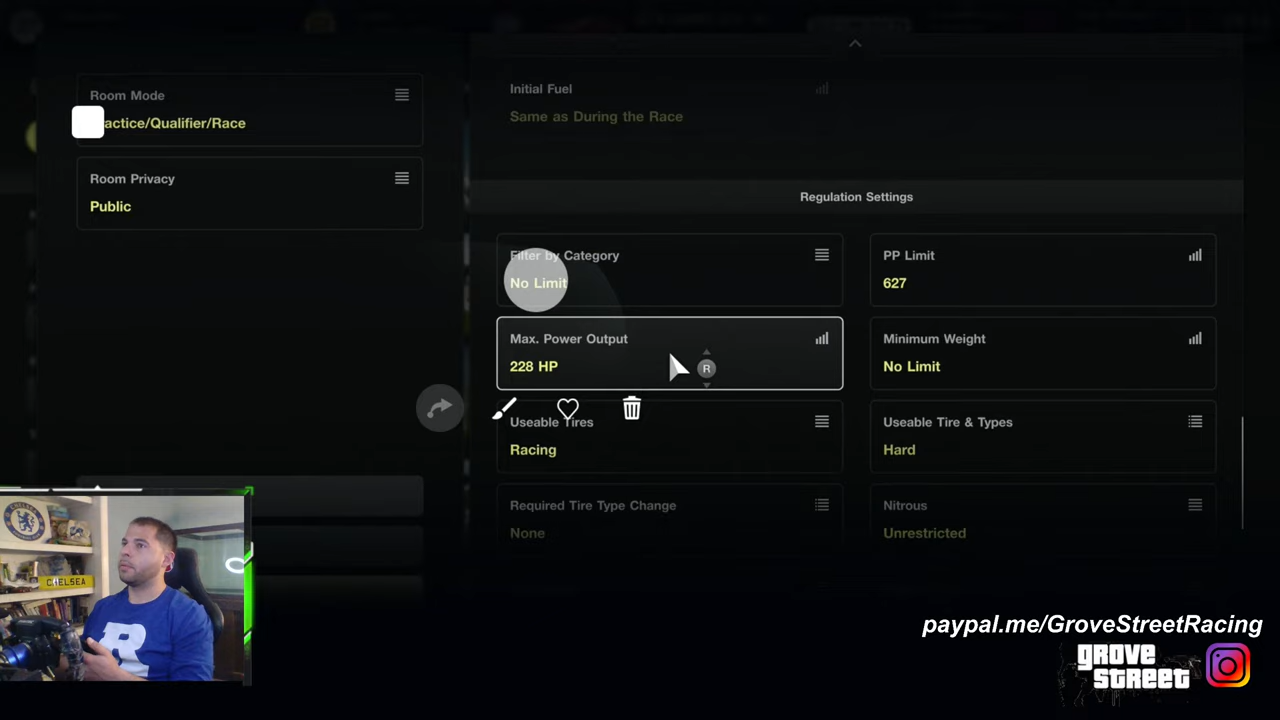 Room Mode
actice/Qualifier/Race
Room Privacy
Public
Initial Fuel
Same as During the Race
Regulation Settings
Filter by Category
No Limit
PP Limit
627
Max. Power Output
228 HP
R
Minimum Weight
No Limit
Useable Tires
Racing
Useable Tire & Types
Hard
Required Tire Type Change
None
Nitrous
Unrestricted
CHELSEA
paypal.me/GroveStreetRacing
grove
street